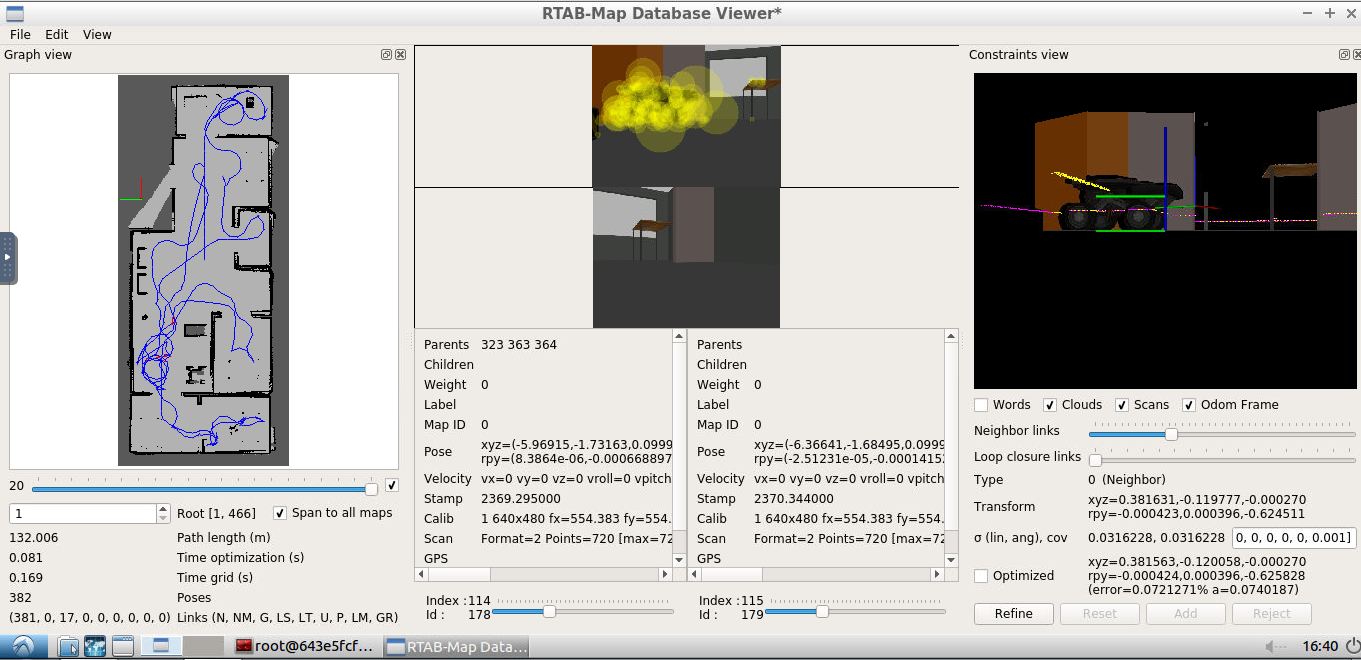 RTAB-Map Database Viewer*
File Edit View
Graph view
Constraints view
20
1
Root [1, 466]
Span to all maps
132.006 Path length (m)
0.081 Time optimization (s)
0.169 Time grid (s)
382 Poses
(381, 0, 17, 0, 0, 0, 0, 0, 0) Links (N, NM, G, LS, LT, U, P, LM, GR)
Parents 323 363 364
Children
Weight 0
Label
Map ID 0
Pose xyz=(-5.96915,-1.73163,0.0999
rpy=(8.3864e-06,-0.000668897
Velocity vx=0 vy=0 vz=0 vroll=0 vpitch
Stamp 2369.295000
Calib 1 640x480 fx=554.383 fy=554.
Scan Format=2 Points=720 [max=72
GPS
Index :114
Id : 178
Parents
Children
Weight 0
Label
Map ID 0
Pose xyz=(-6.36641,-1.68495,0.0999
rpy=(-2.51231e-05,-0.0001415
Velocity vx=0 vy=0 vz=0 vroll=0 vpitch
Stamp 2370.344000
Calib 1 640x480 fx=554.383 fy=554.
Scan Format=2 Points=720 [max=72
GPS
Index :115
Id : 179
Words Clouds Scans Odom Frame
Neighbor links
Loop closure links
Type 0 (Neighbor)
Transform xyz=0.381631,-0.119777,-0.000270
rpy=-0.000423,0.000396,-0.624511
σ (lin, ang), cov 0.0316228, 0.0316228 0, 0, 0, 0, 0, 0.001]
Optimized xyz=0.381563,-0.120058,-0.000270
rpy=-0.000424,0.000396,-0.625828
(error=0.0721271% a=0.0740187)
Refine Reset Add Reject
root@643e5fcf...
RTAB-Map Data...
16:40